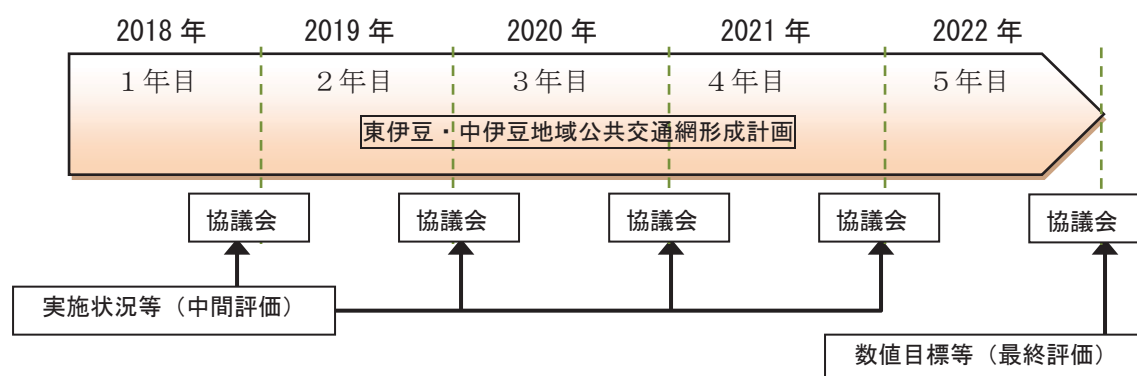 2018 年
2019 年
2020 年
2021 年
2022 年
１年目
２年目
３年目
４年目
５年目
東伊豆・中伊豆地域公共交通網形成計画
協議会
協議会
協議会
協議会
協議会
実施状況等（中間評価）
数値目標等（最終評価）